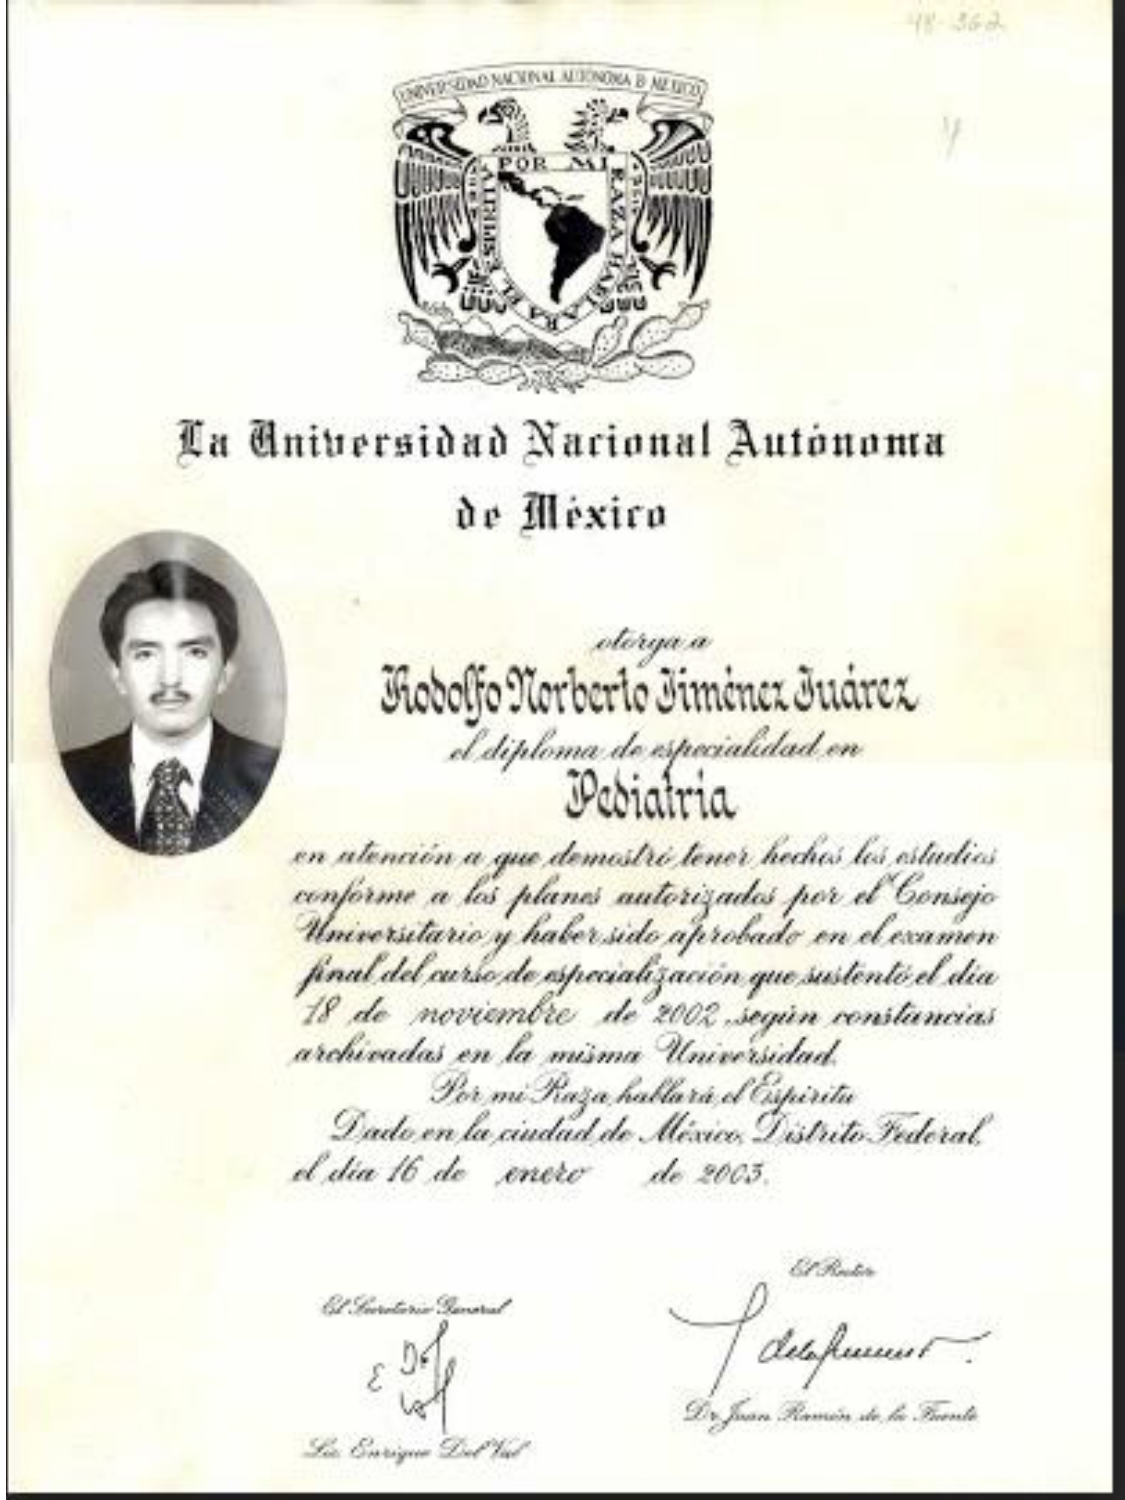 48-362
UNIVERSIDAD NACIONAL AUTÓNOMA D MEXICO
POR MI RAZA HABLARA EL ESPIRITU
La Universidad Nacional Autónoma
de México
otorga a
Rodolfo Norberto Jiménez Juárez
el diploma de especialidad en
Pediatría
en atención a que demostró tener hechos los estudios
conforme a los planes autorizados por el Consejo
Universitario y haber sido aprobado en el examen
final del curso de especialización que sustentó el día
18 de noviembre de 2002, según constancias
archivadas en la misma Universidad.
Por mi Raza hablará el Espíritu
Dado en la ciudad de México, Distrito Federal,
el día 16 de enero de 2003.
El Rector
El Secretario General
Dr. Juan Ramón de la Fuente
Lic. Enrique Del Val